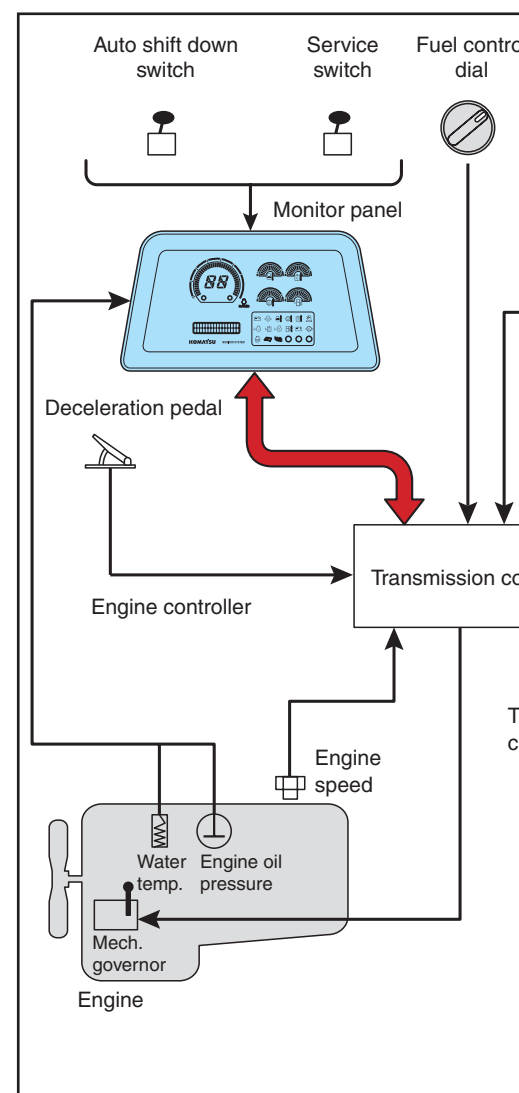 Auto shift down
switch
Service
switch
Fuel contro
dial
Monitor panel
88
KOMATSU
Deceleration pedal
Transmission co
Engine controller
T
c
Engine
speed
Water
temp.
Engine oil
pressure
Mech.
governor
Engine